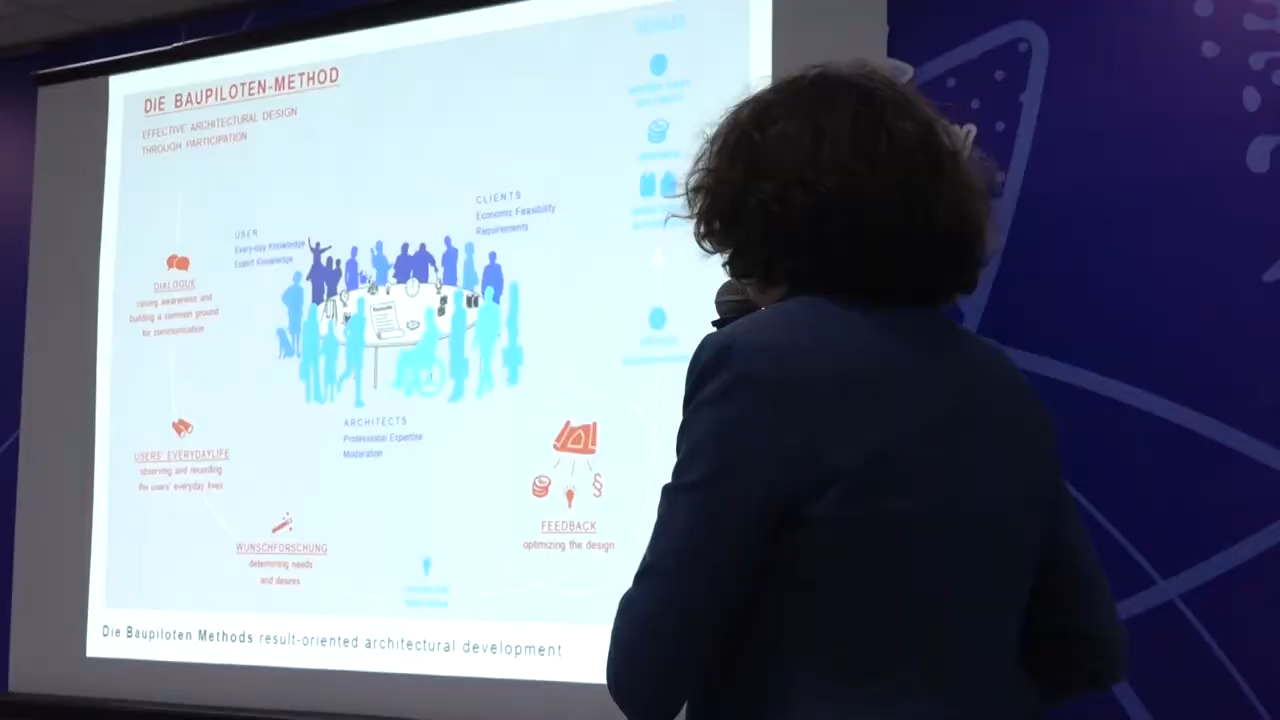 DIE BAUPILOTEN-METHOD
EFFECTIVE ARCHITECTURAL DESIGN
THROUGH PARTICIPATION
CLIENTS
Economic Feasibility
Requirements
USER
Every-day Knowledge
Expert Knowledge
DIALOGUE
raising awareness and
building a common ground
for communication
ARCHITECTS
Professional Expertise
Moderation
USERS' EVERYDAYLIFE
observing and recording
the users' everyday lives
WUNSCHFORSCHUNG
determining needs
and desires
FEEDBACK
optimizing the design
Die Baupiloten Methods result-oriented architectural development